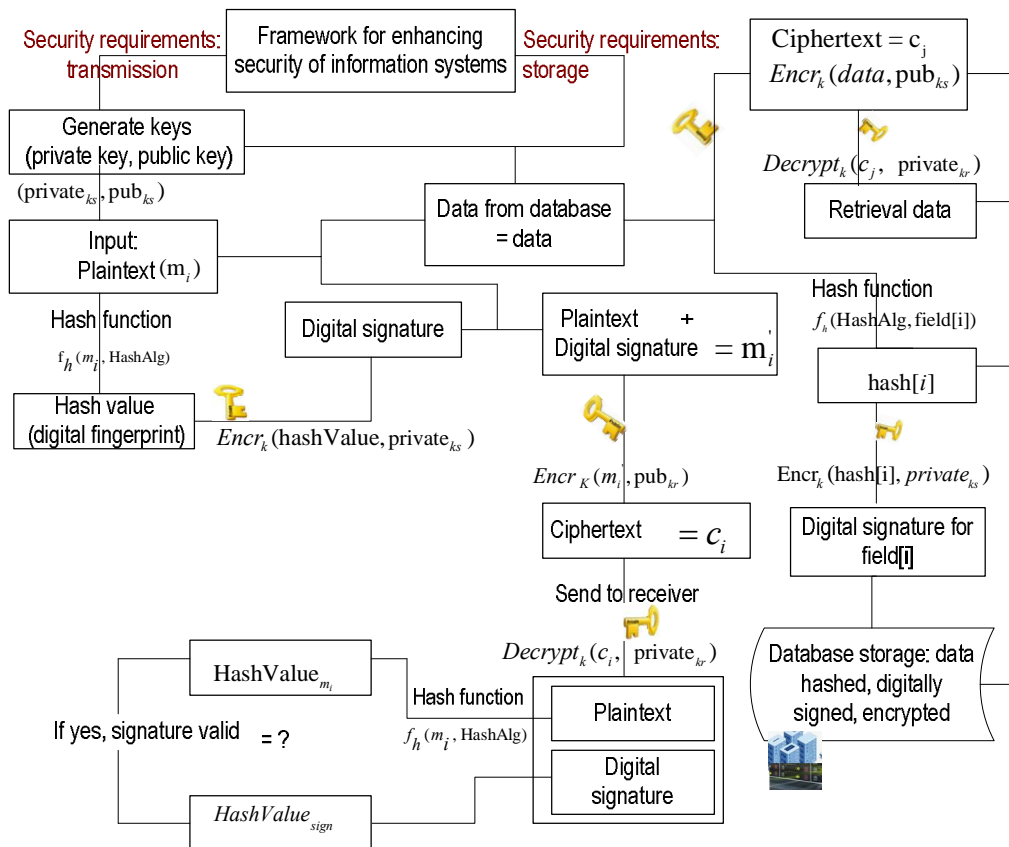 Security requirements:
transmission
Framework for enhancing
security of information systems
Security requirements:
storage
Ciphertext = c_j
Encr_k(data, pub_ks)
Generate keys
(private key, public key)
(private_ks, pub_ks)
Decrypt_k(c_j, private_kr)
Retrieval data
Data from database
= data
Input:
Plaintext (m_i)
Hash function
f_h(m_i, HashAlg)
Digital signature
Plaintext +
Digital signature = m_i'
Hash function
f_h(HashAlg, field[i])
hash[i]
Hash value
(digital fingerprint)
Encr_k(hashValue, private_ks)
Encr_K(m_i', pub_kr)
Encr_k(hash[i], private_ks)
Ciphertext = c_i
Digital signature for
field[i]
Send to receiver
Decrypt_k(c_i, private_kr)
Database storage: data
hashed, digitally
signed, encrypted
HashValue_m_i
Hash function
f_h(m_i, HashAlg)
Plaintext
If yes, signature valid = ?
Digital
signature
HashValue_sign